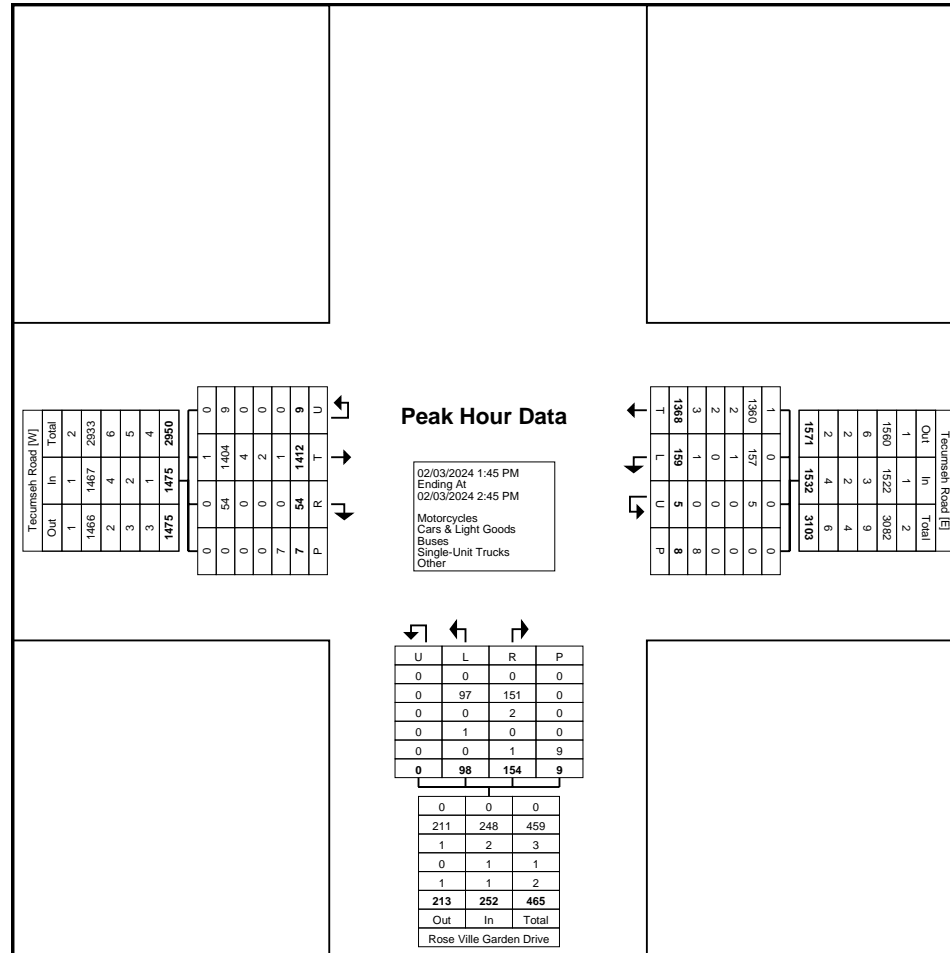 Peak Hour Data
02/03/2024 1:45 PM
Ending At
02/03/2024 2:45 PM
Motorcycles
Cars & Light Goods
Buses
Single-Unit Trucks
Other
U T R P
9 1412 54 7
0 1 0 7
0 2 0 0
0 4 0 0
9 1404 54 0
0 1 0 0
2950 1475 1475
4 1 3
5 2 3
6 4 2
2933 1467 1466
2 1 1
Total In Out
Tecumseh Road [W]
Tecumseh Road [E]
Out In Total
1 1 2
1560 1522 3082
6 3 9
2 2 4
2 4 6
1571 1532 3103
1 0 0 0
1360 157 5 0
2 1 0 0
2 0 0 0
3 1 0 8
1368 159 5 8
T L U P
U L R P
0 0 0 0
0 97 151 0
0 0 2 0
0 1 0 0
0 0 1 9
0 98 154 9
0 0 0
211 248 459
1 2 3
0 1 1
1 1 2
213 252 465
Out In Total
Rose Ville Garden Drive